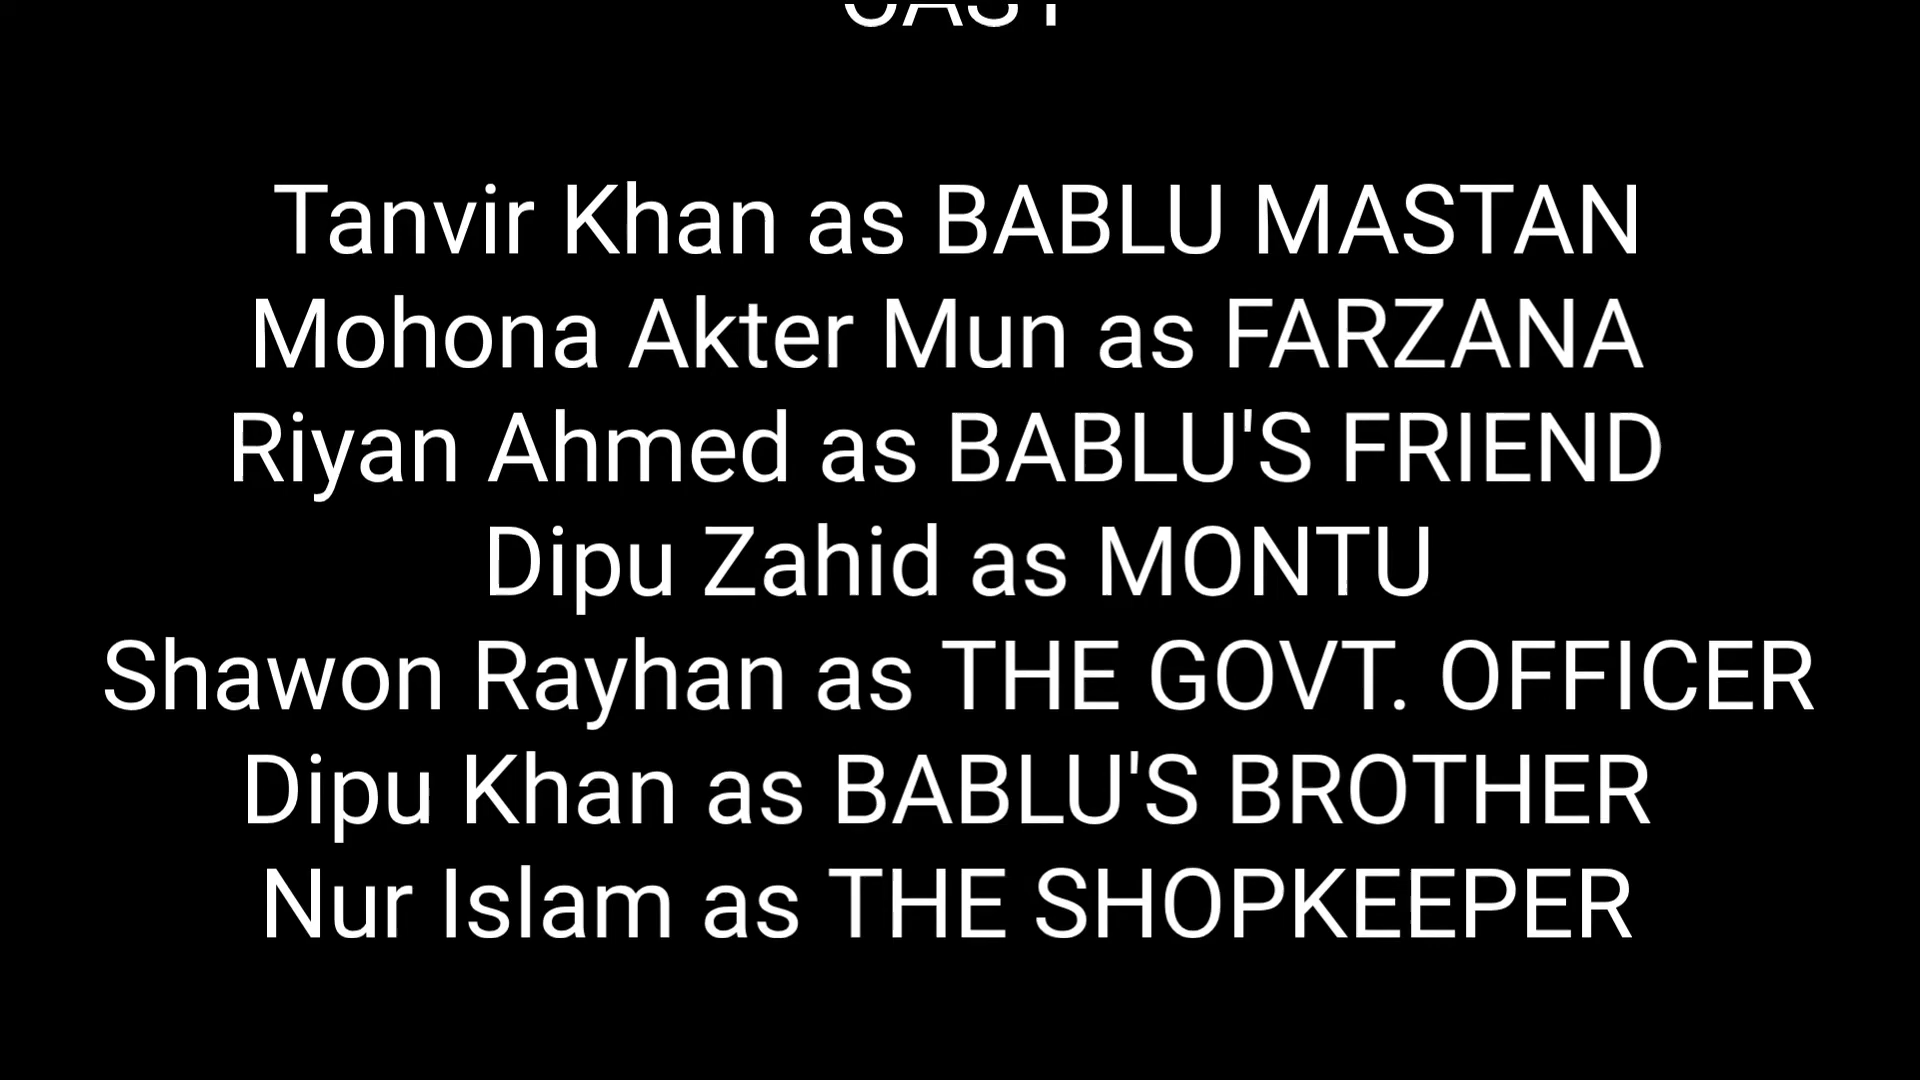 CAST
Tanvir Khan as BABLU MASTAN
Mohona Akter Mun as FARZANA
Riyan Ahmed as BABLU'S FRIEND
Dipu Zahid as MONTU
Shawon Rayhan as THE GOVT. OFFICER
Dipu Khan as BABLU'S BROTHER
Nur Islam as THE SHOPKEEPER